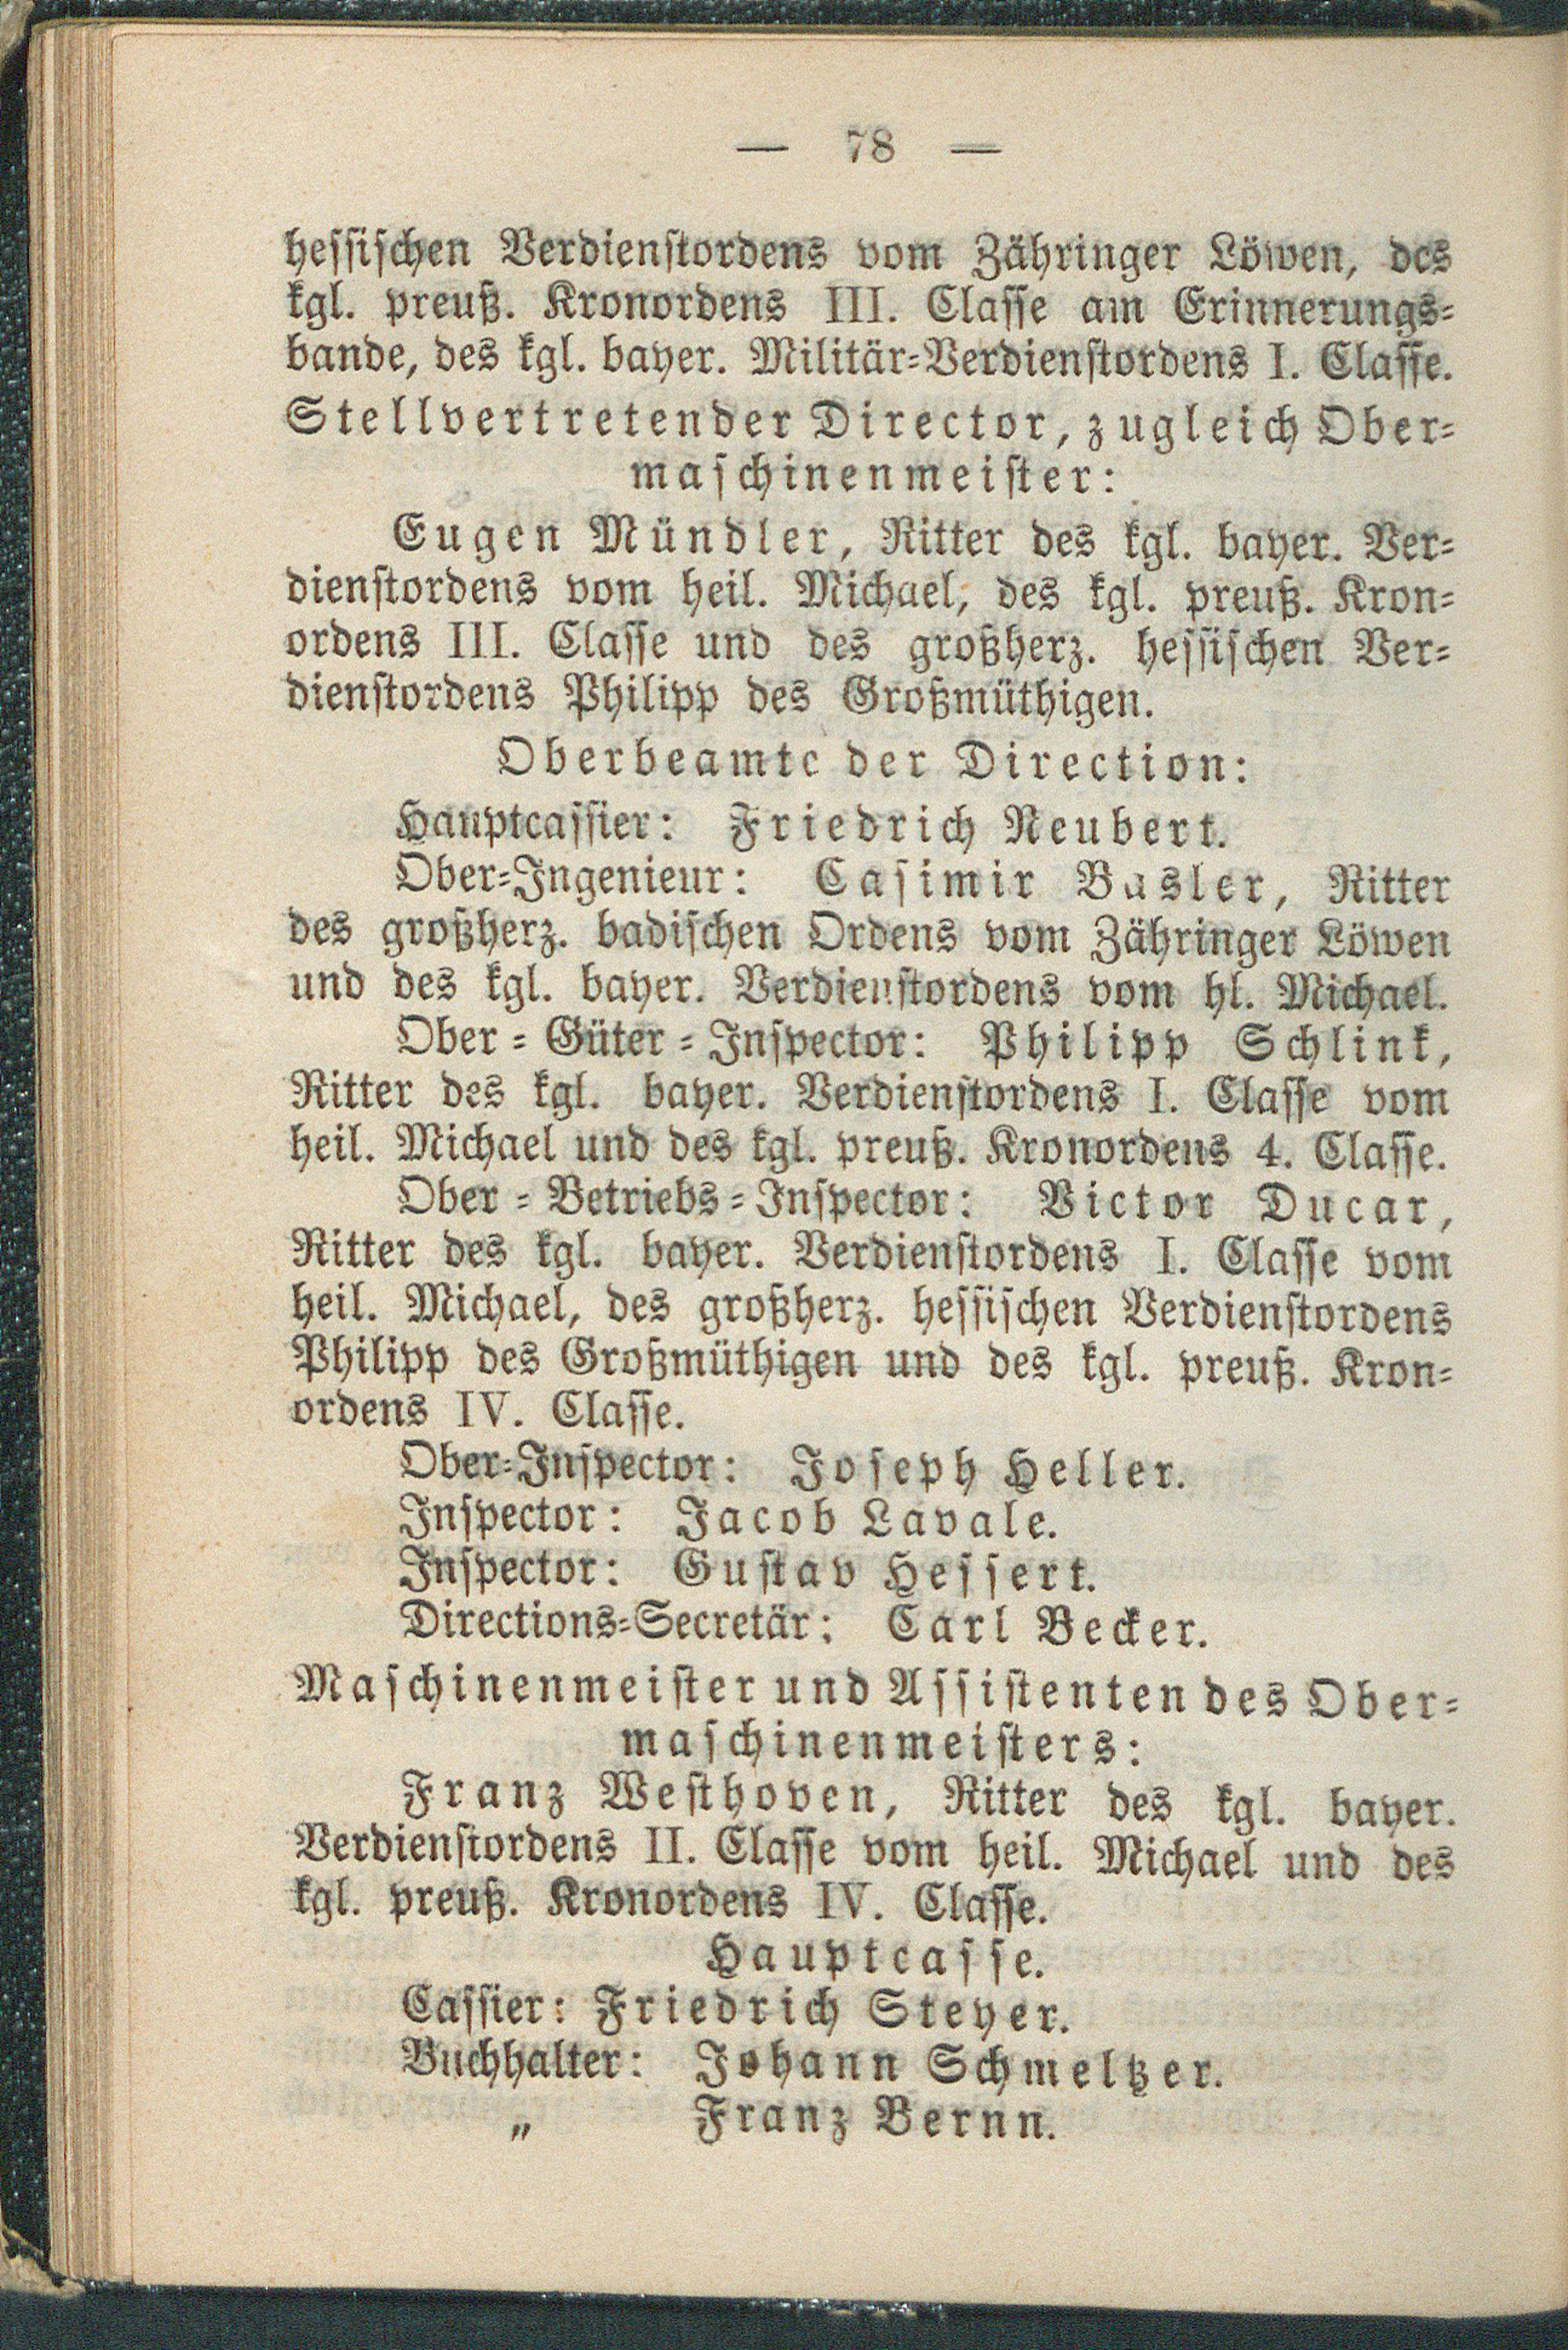 — 78 —
hessischen Verdienstordens vom Zähringer Löwen, des
kgl. preuß. Kronordens III. Classe am Erinnerungs-
bande, des kgl. bayer. Militär-Verdienstordens I. Classe.
Stellvertretender Director, zugleich Ober-
maschinenmeister:
Eugen Mündler, Ritter des kgl. bayer. Ver-
dienstordens vom heil. Michael, des kgl. preuß. Kron-
ordens III. Classe und des großherz. hessischen Ver-
dienstordens Philipp des Großmüthigen.
Oberbeamte der Direction:
Hauptcassier: Friedrich Neubert.
Ober-Ingenieur: Casimir Basler, Ritter
des großherz. badischen Ordens vom Zähringer Löwen
und des kgl. bayer. Verdienstordens vom hl. Michael.
Ober-Güter-Inspector: Philipp Schlink,
Ritter des kgl. bayer. Verdienstordens I. Classe vom
heil. Michael und des kgl. preuß. Kronordens 4. Classe.
Ober-Betriebs-Inspector: Victor Ducar,
Ritter des kgl. bayer. Verdienstordens I. Classe vom
heil. Michael, des großherz. hessischen Verdienstordens
Philipp des Großmüthigen und des kgl. preuß. Kron-
ordens IV. Classe.
Ober-Inspector: Joseph Heller.
Inspector: Jacob Lavale.
Inspector: Gustav Hessert.
Directions-Secretär: Carl Becker.
Maschinenmeister und Assistenten des Ober-
maschinenmeisters:
Franz Westhoven, Ritter des kgl. bayer.
Verdienstordens II. Classe vom heil. Michael und des
kgl. preuß. Kronordens IV. Classe.
Hauptcasse.
Cassier: Friedrich Steyer.
Buchhalter: Johann Schmeltzer.
„ Franz Bernn.